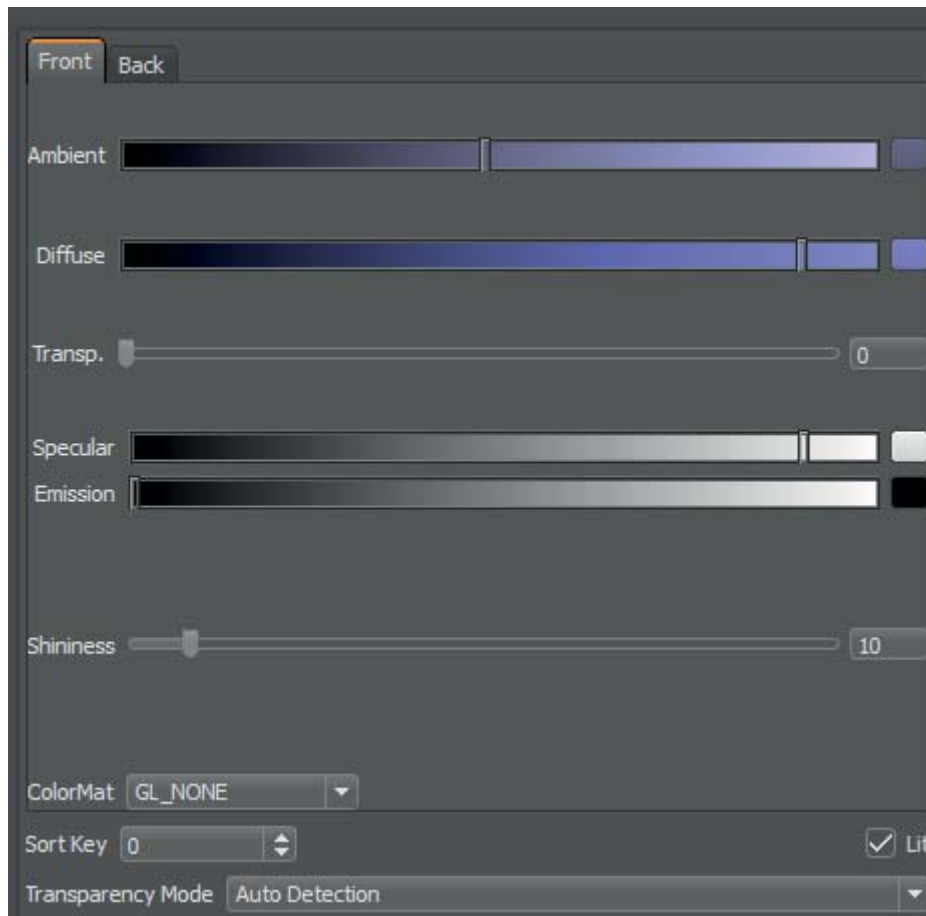 Front Back
Ambient
Diffuse
Transp. 0
Specular
Emission
Shininess 10
ColorMat GL_NONE
Sort Key 0 Lit
Transparency Mode Auto Detection